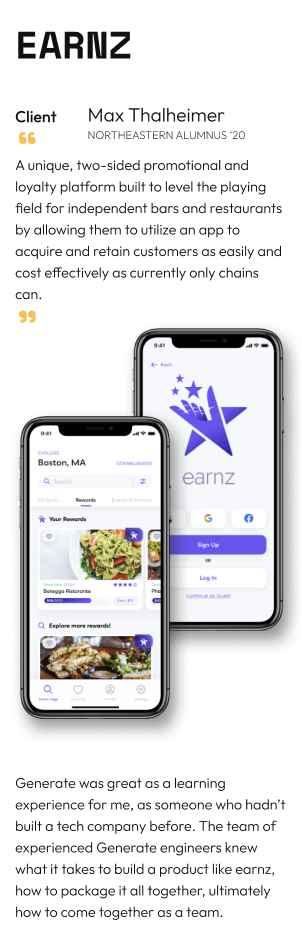 EARNZ
Client
Max Thalheimer
NORTHEASTERN ALUMNUS '20
“
A unique, two-sided promotional and
loyalty platform built to level the playing
field for independent bars and restaurants
by allowing them to utilize an app to
acquire and retain customers as easily and
cost effectively as currently only chains
can.
”
9:41
Back
earnz
Sign Up
OR
Log In
Continue as Guest
9:41
EXPLORE
Boston, MA
Change Location
Search
All Spots
Rewards
Events & Promos
Your Rewards
Botegga Ristorante
Pho
Earn $15
Explore more rewards!
Home Page
Favorites
Profile
Settings
Generate was great as a learning
experience for me, as someone who hadn't
built a tech company before. The team of
experienced Generate engineers knew
what it takes to build a product like earnz,
how to package it all together, ultimately
how to come together as a team.